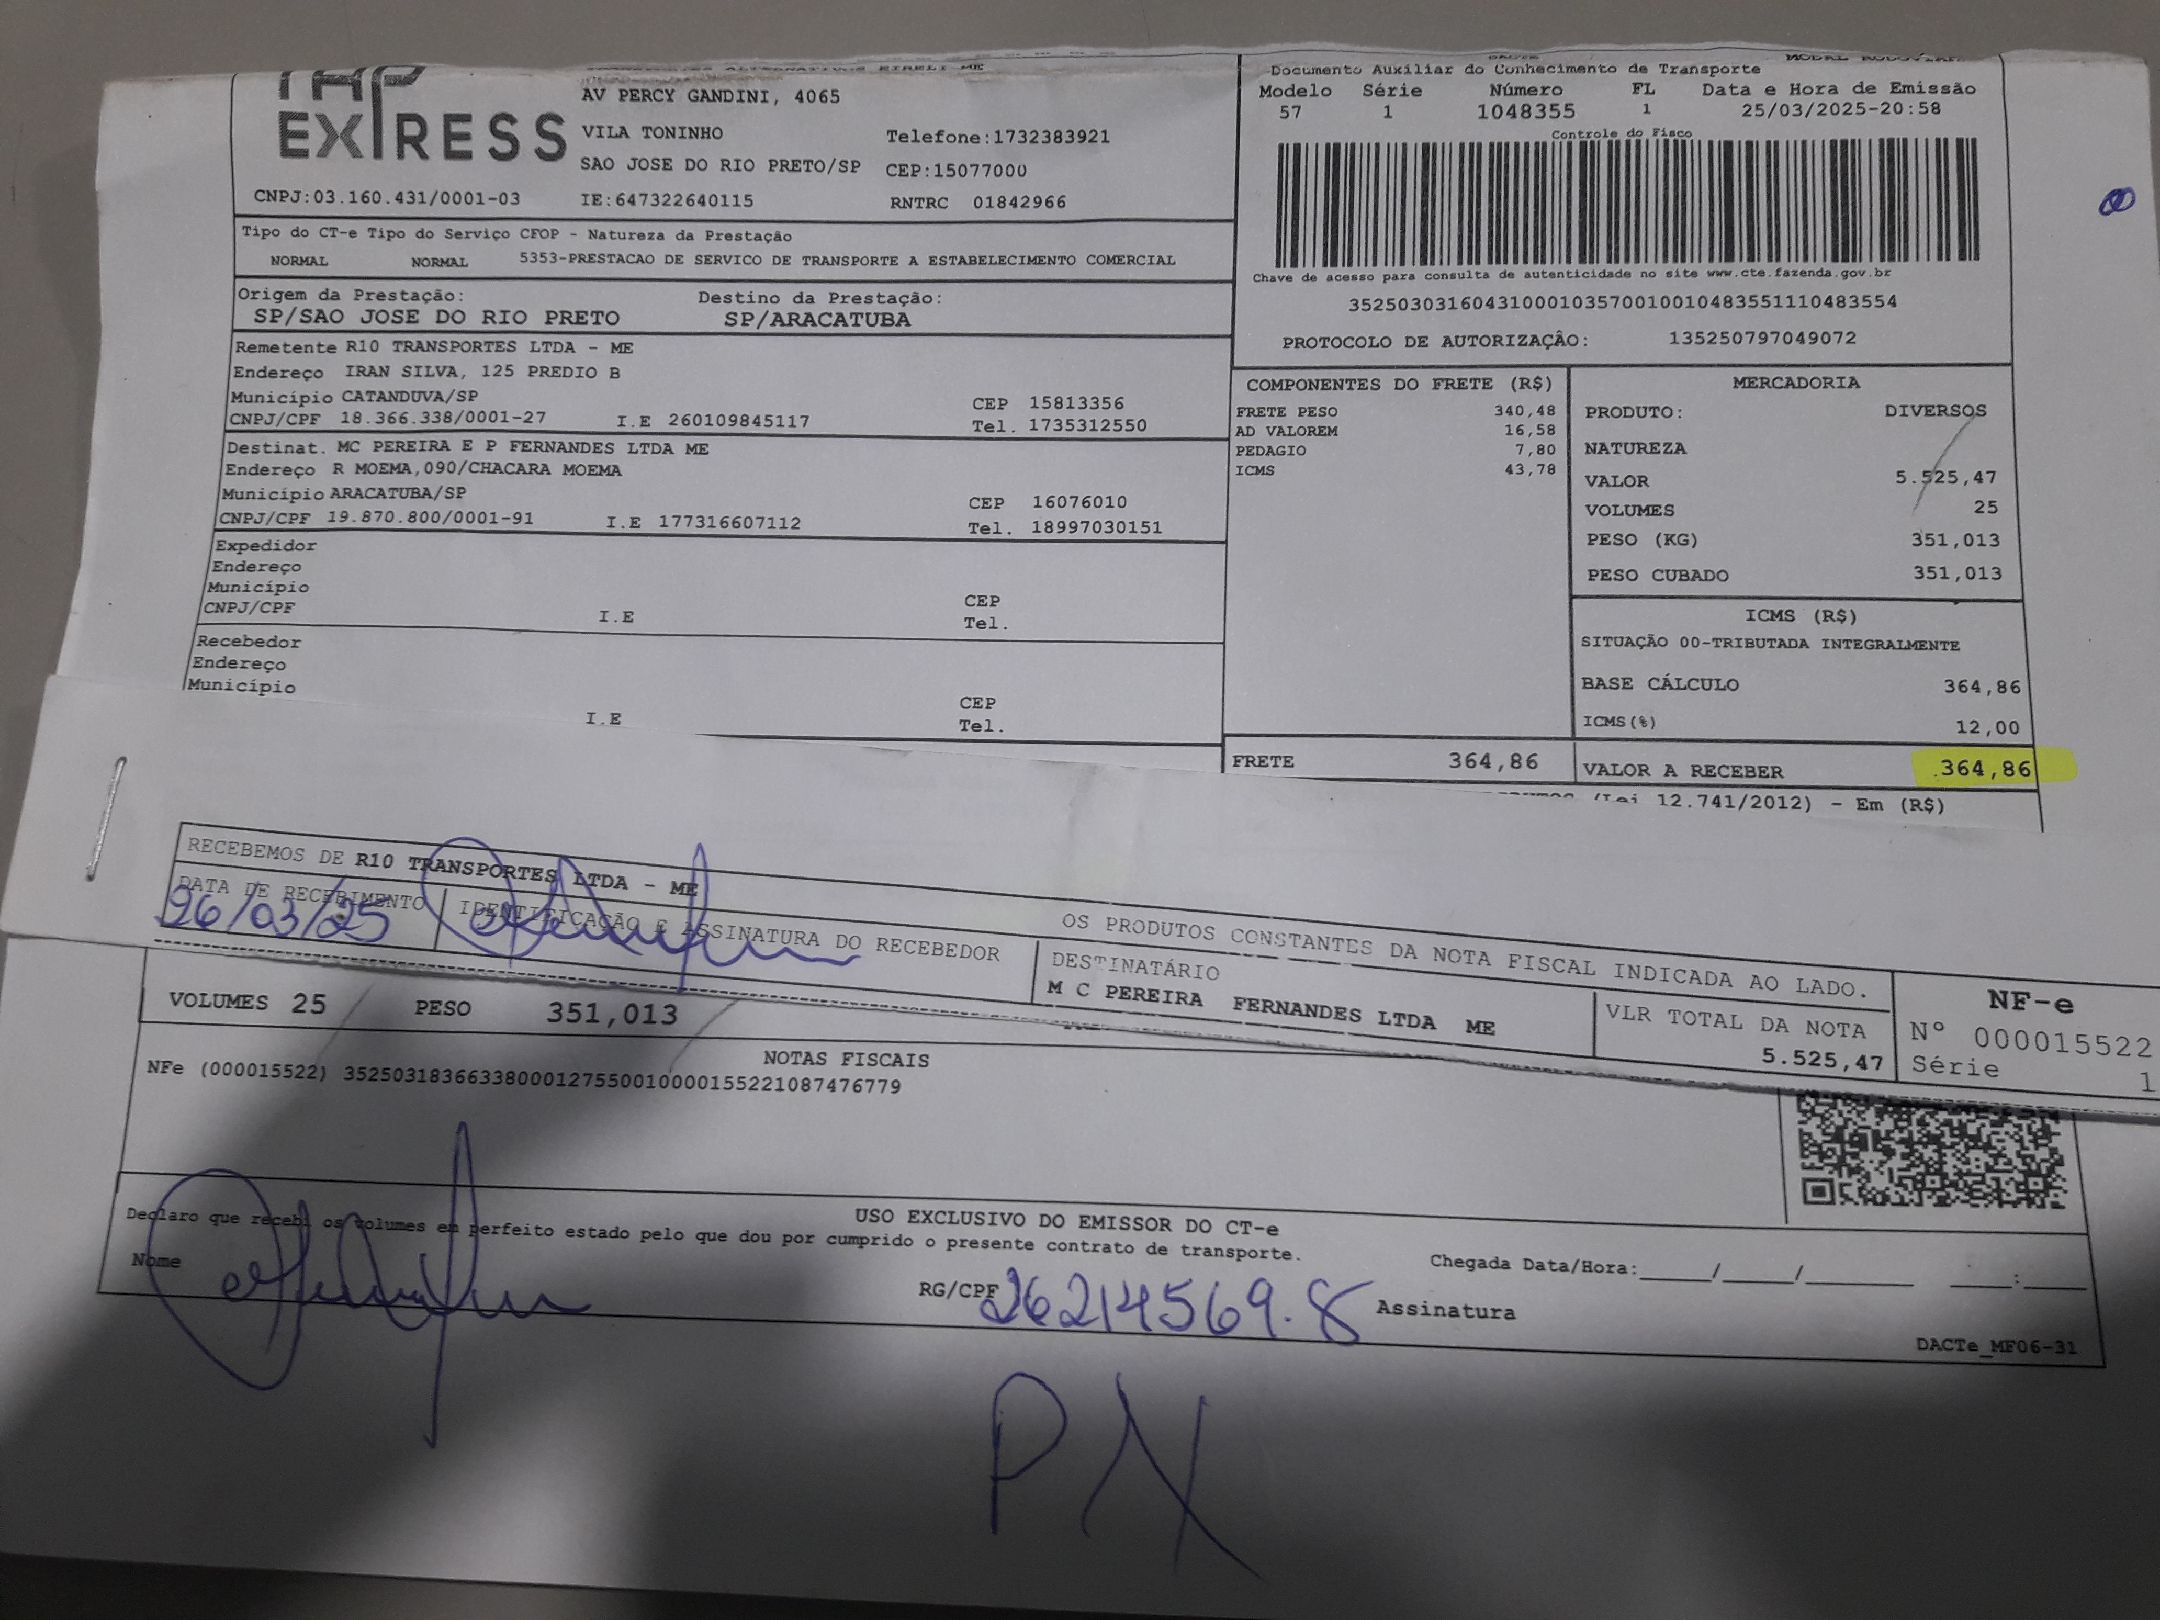 TRANSPORTES ALTERNATIVOS EIRELI ME
TAP EXPRESS
AV PERCY GANDINI, 4065
VILA TONINHO
Telefone:1732383921
SAO JOSE DO RIO PRETO/SP CEP:15077000
CNPJ:03.160.431/0001-03 IE:647322640115 RNTRC 01842966
DACTE
Documento Auxiliar do Conhecimento de Transporte
Modelo Série Número FL Data e Hora de Emissão
57 1 1048355 1 25/03/2025-20:58
Controle do Fisco
Chave de acesso para consulta de autenticidade no site www.cte.fazenda.gov.br
35250303160431000103570010010483551110483554
PROTOCOLO DE AUTORIZAÇÂO: 135250797049072
Tipo do CT-e Tipo do Serviço CFOP - Natureza da Prestação
NORMAL NORMAL 5353-PRESTACAO DE SERVICO DE TRANSPORTE A ESTABELECIMENTO COMERCIAL
Origem da Prestação: Destino da Prestação:
SP/SAO JOSE DO RIO PRETO SP/ARACATUBA
Remetente R10 TRANSPORTES LTDA - ME
Endereço IRAN SILVA, 125 PREDIO B
Município CATANDUVA/SP CEP 15813356
CNPJ/CPF 18.366.338/0001-27 I.E 260109845117 Tel. 1735312550
Destinat. MC PEREIRA E P FERNANDES LTDA ME
Endereço R MOEMA,090/CHACARA MOEMA
Município ARACATUBA/SP CEP 16076010
CNPJ/CPF 19.870.800/0001-91 I.E 177316607112 Tel. 18997030151
Expedidor
Endereço
Município CEP
CNPJ/CPF I.E Tel.
Recebedor
Endereço
Município CEP
I.E Tel.
COMPONENTES DO FRETE (R$)
FRETE PESO 340,48
AD VALOREM 16,58
PEDAGIO 7,80
ICMS 43,78
FRETE 364,86
MERCADORIA
PRODUTO: DIVERSOS
NATUREZA
VALOR 5.525,47
VOLUMES 25
PESO (KG) 351,013
PESO CUBADO 351,013
ICMS (R$)
SITUAÇÃO 00-TRIBUTADA INTEGRALMENTE
BASE CÁLCULO 364,86
ICMS(%) 12,00
VALOR A RECEBER 364,86
(Lei 12.741/2012) - Em (R$)
RECEBEMOS DE R10 TRANSPORTES LTDA - ME OS PRODUTOS CONSTANTES DA NOTA FISCAL INDICADA AO LADO.
DATA DE RECEBIMENTO IDENTIFICAÇÃO E ASSINATURA DO RECEBEDOR
26/03/25
DESTINATÁRIO
M C PEREIRA FERNANDES LTDA ME
VLR TOTAL DA NOTA
5.525,47
NF-e
Nº 000015522
Série 1
VOLUMES 25 PESO 351,013
NOTAS FISCAIS
NFe (000015522) 35250318366338000127550010000155221087476779
USO EXCLUSIVO DO EMISSOR DO CT-e
Declaro que recebi os volumes em perfeito estado pelo que dou por cumprido o presente contrato de transporte.
Nome RG/CPF 26214569.8 Assinatura
Chegada Data/Hora:_____/_____/_______ ___:____
DACTe_MF06-31